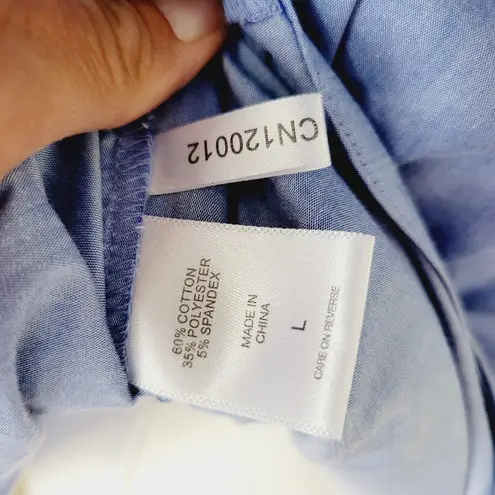 CN120012
60% COTTON
35% POLYESTER
5% SPANDEX
MADE IN
CHINA
L
CARE ON REVERSE